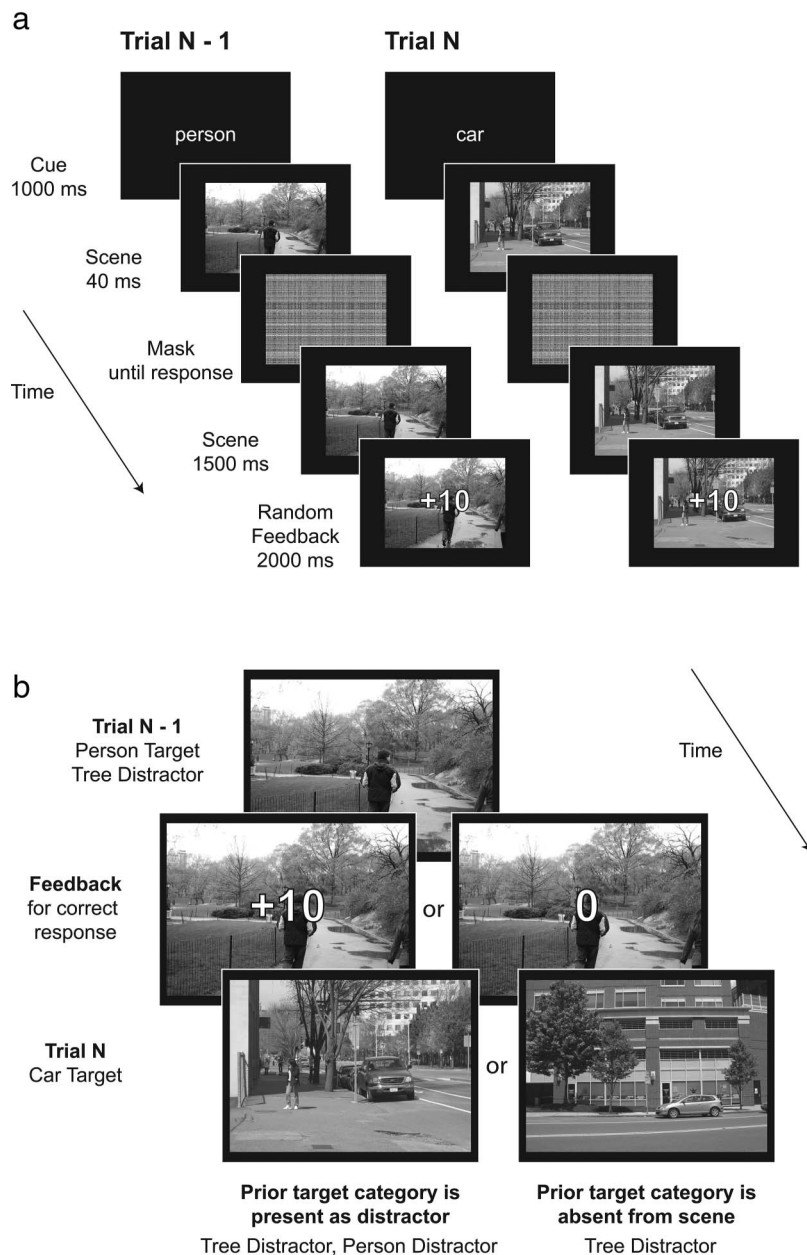 a
Trial N - 1
Trial N
person
car
Cue
1000 ms
Scene
40 ms
Mask
until response
Time
Scene
1500 ms
+10
+10
Random
Feedback
2000 ms
b
Trial N - 1
Person Target
Tree Distractor
Time
Feedback
for correct
response
+10
or
0
Trial N
Car Target
or
Prior target category is
present as distractor
Tree Distractor, Person Distractor
Prior target category is
absent from scene
Tree Distractor